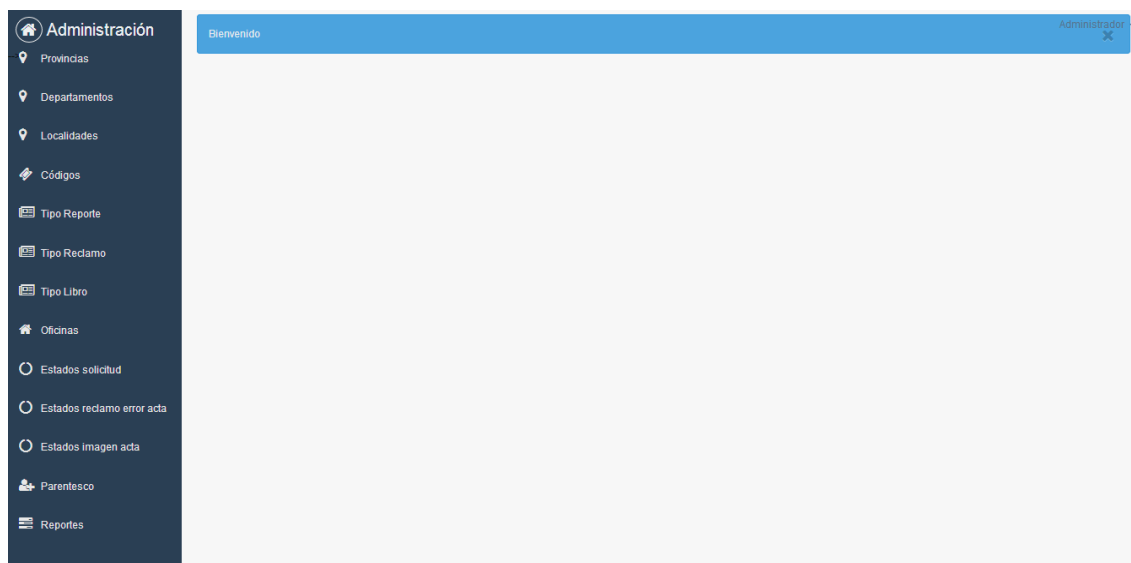 Administración
Provincias
Departamentos
Localidades
Códigos
Tipo Reporte
Tipo Reclamo
Tipo Libro
Oficinas
Estados solicitud
Estados reclamo error acta
Estados imagen acta
Parentesco
Reportes
Bienvenido
Administrador